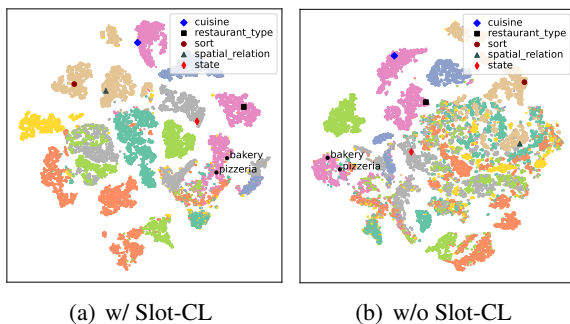 cuisine
restaurant_type
sort
spatial_relation
state
bakery
pizzeria
(a) w/ Slot-CL
cuisine
restaurant_type
sort
spatial_relation
state
bakery
pizzeria
(b) w/o Slot-CL